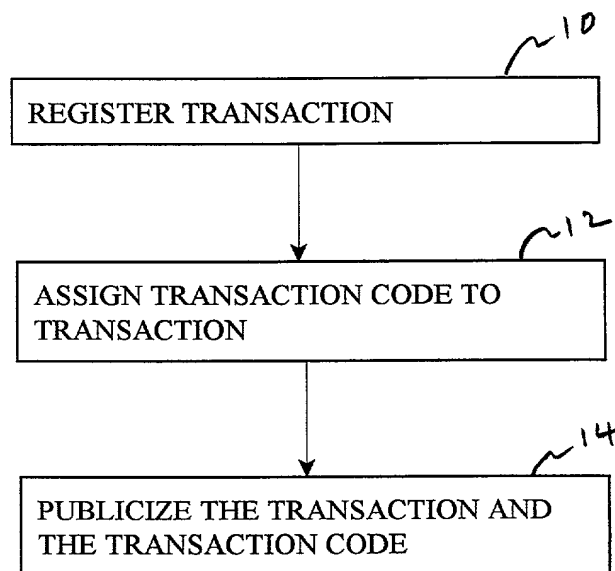 10
REGISTER TRANSACTION
12
ASSIGN TRANSACTION CODE TO
TRANSACTION
14
PUBLICIZE THE TRANSACTION AND
THE TRANSACTION CODE